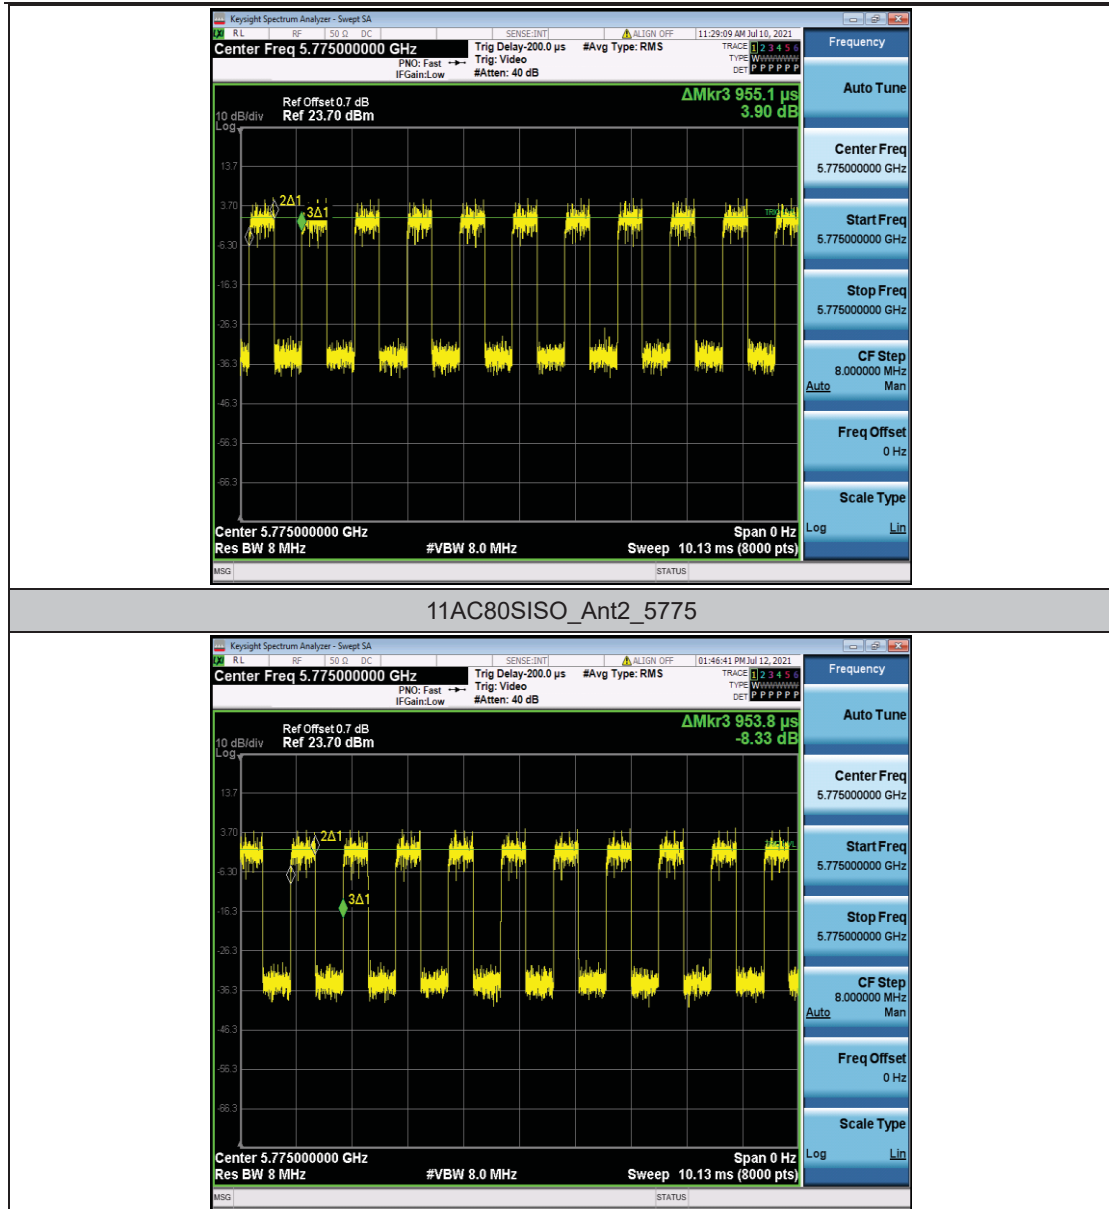 Keysight Spectrum Analyzer - Swept SA
LXI RL RF 50 Ω DC SENSE:INT ALIGN OFF 11:29:09 AM Jul 10, 2021
Center Freq 5.775000000 GHz Trig Delay-200.0 µs #Avg Type: RMS TRACE 1 2 3 4 5 6
PNO: Fast Trig: Video TYPE WWWWWW
IFGain:Low #Atten: 40 dB DET P P P P P P
Frequency
Auto Tune
Center Freq
5.775000000 GHz
Start Freq
5.775000000 GHz
Stop Freq
5.775000000 GHz
CF Step
8.000000 MHz
Auto Man
Freq Offset
0 Hz
Scale Type
Log Lin
ΔMkr3 955.1 µs
3.90 dB
Ref Offset 0.7 dB
10 dB/div Ref 23.70 dBm
Log
13.7
3.70
-6.30
-16.3
-26.3
-36.3
-46.3
-56.3
-66.3
2Δ1
3Δ1
Center 5.775000000 GHz Span 0 Hz
Res BW 8 MHz #VBW 8.0 MHz Sweep 10.13 ms (8000 pts)
MSG STATUS
11AC80SISO_Ant2_5775
Keysight Spectrum Analyzer - Swept SA
LXI RL RF 50 Ω DC SENSE:INT ALIGN OFF 01:46:41 PM Jul 12, 2021
Center Freq 5.775000000 GHz Trig Delay-200.0 µs #Avg Type: RMS TRACE 1 2 3 4 5 6
PNO: Fast Trig: Video TYPE WWWWWW
IFGain:Low #Atten: 40 dB DET P P P P P P
Frequency
Auto Tune
Center Freq
5.775000000 GHz
Start Freq
5.775000000 GHz
Stop Freq
5.775000000 GHz
CF Step
8.000000 MHz
Auto Man
Freq Offset
0 Hz
Scale Type
Log Lin
ΔMkr3 953.8 µs
-8.33 dB
Ref Offset 0.7 dB
10 dB/div Ref 23.70 dBm
Log
13.7
3.70
-6.30
-16.3
-26.3
-36.3
-46.3
-56.3
-66.3
2Δ1
3Δ1
Center 5.775000000 GHz Span 0 Hz
Res BW 8 MHz #VBW 8.0 MHz Sweep 10.13 ms (8000 pts)
MSG STATUS